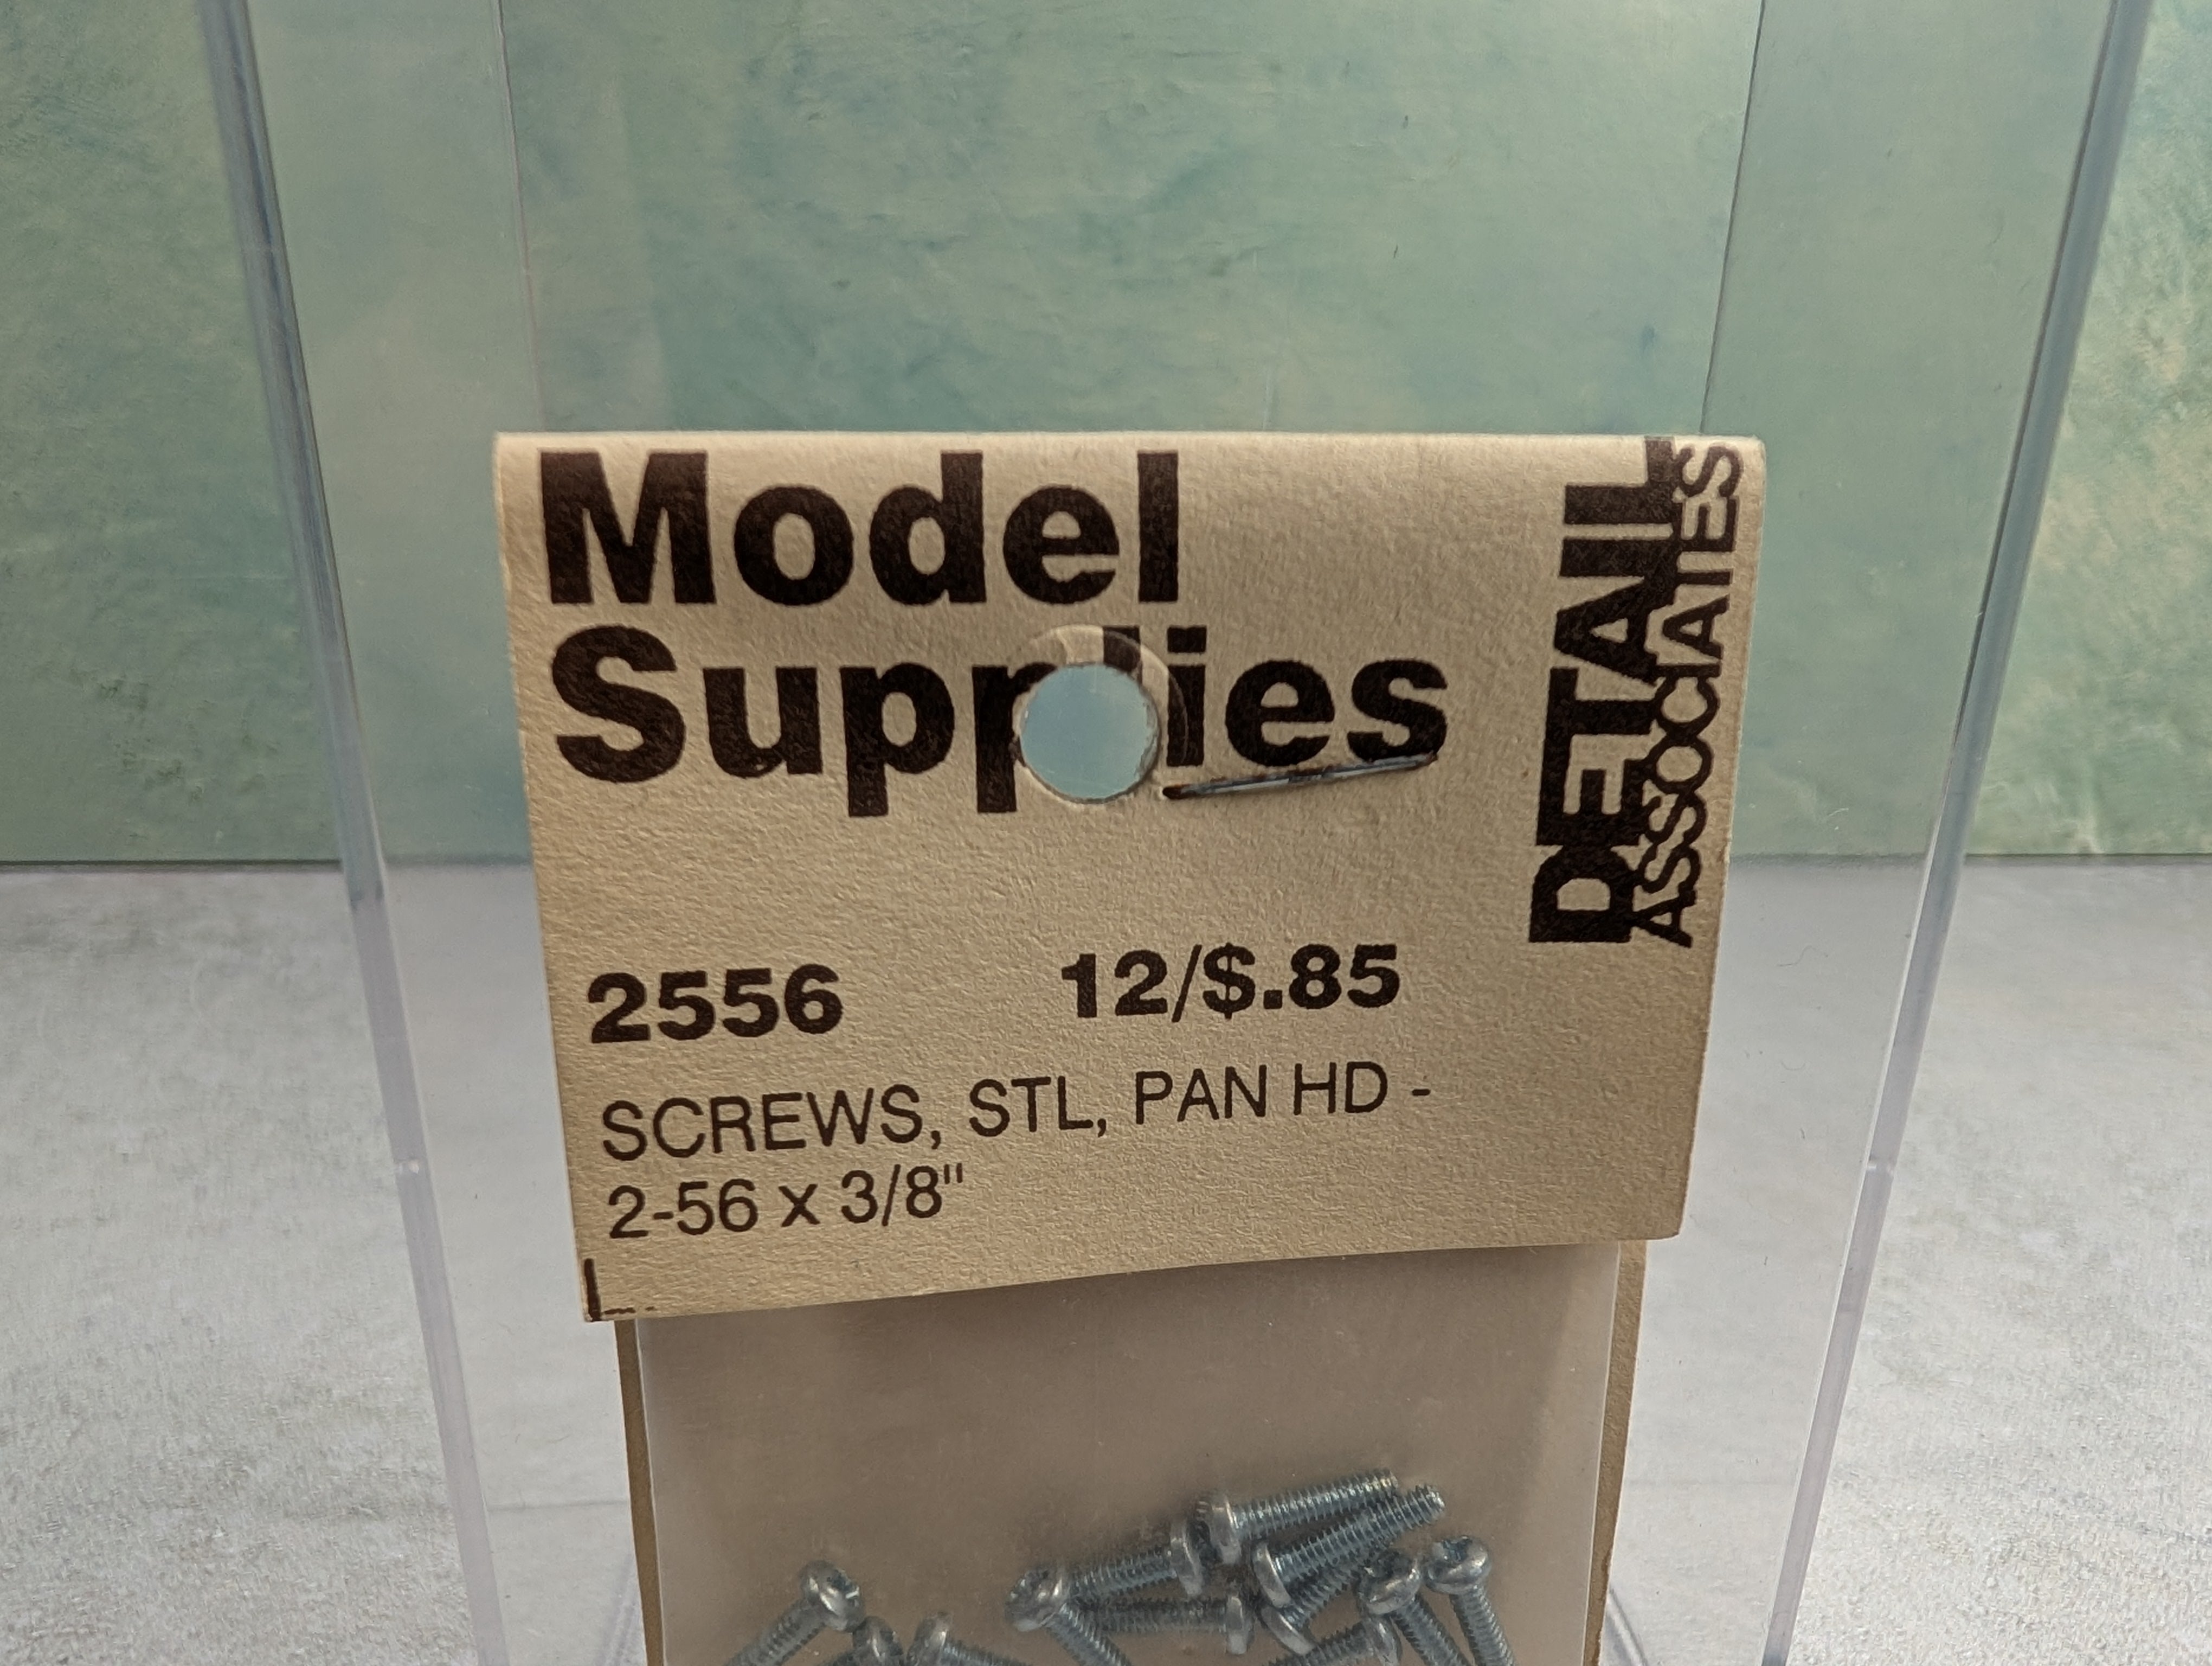 Model
Supplies
DETAIL
ASSOCIATES
2556 12/$.85
SCREWS, STL, PAN HD -
2-56 x 3/8"